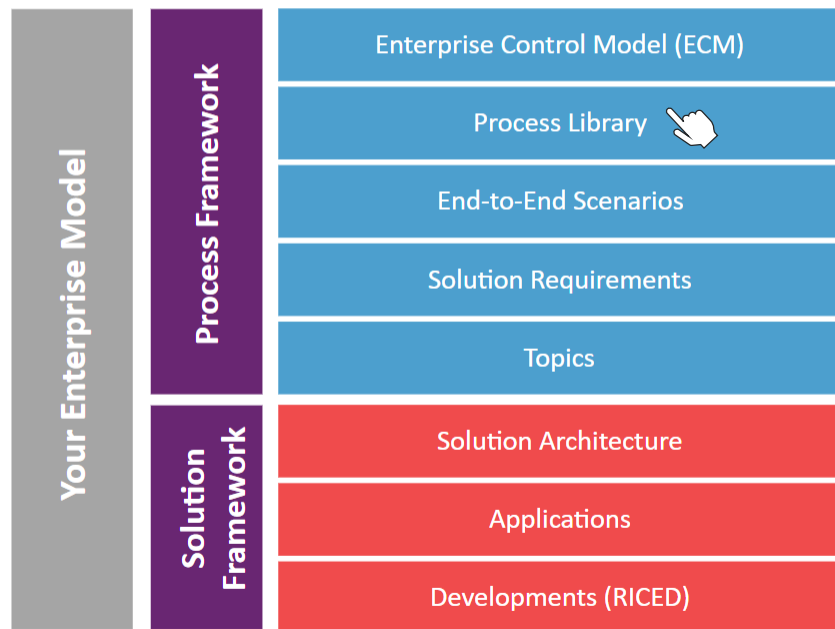 Your Enterprise Model
Process Framework
Enterprise Control Model (ECM)
Process Library
End-to-End Scenarios
Solution Requirements
Topics
Solution
Framework
Solution Architecture
Applications
Developments (RICED)